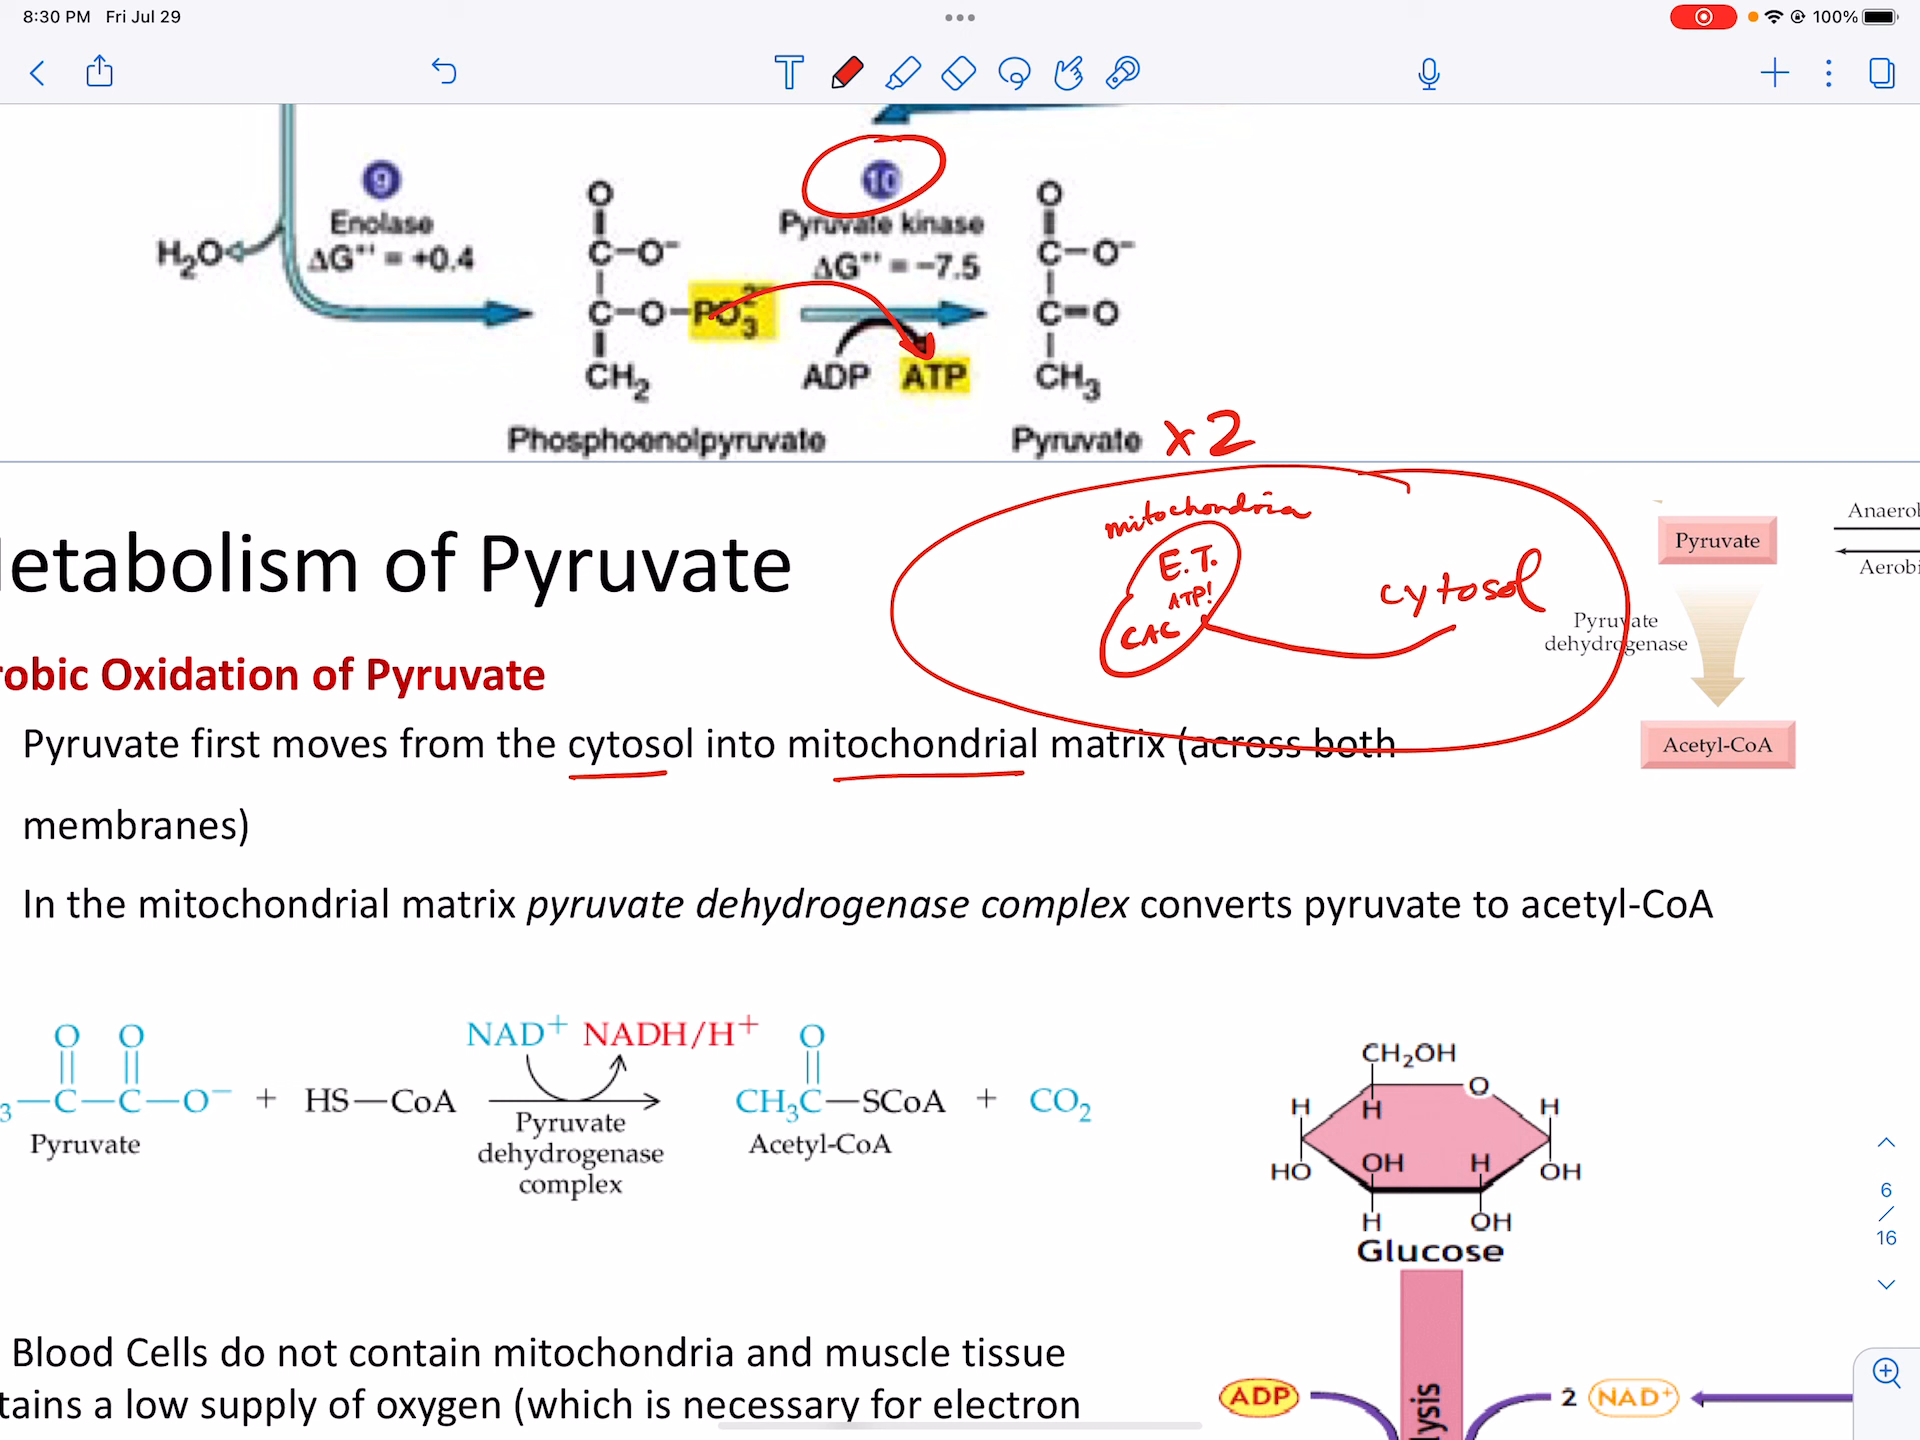 8:30 PM Fri Jul 29
100%
9
Enolase
ΔG°' = +0.4
H₂O
O
C–O⁻
C–O–PO₃²⁻
CH₂
Phosphoenolpyruvate
10
Pyruvate kinase
ΔG°' = –7.5
ADP ATP
O
C–O⁻
C=O
CH₃
Pyruvate x2
etabolism of Pyruvate
mitochondria
E.T.
ATP!
CAC
cytosol
Pyruvate
Anaerob
Aerobi
Pyruvate
dehydrogenase
Acetyl-CoA
robic Oxidation of Pyruvate
Pyruvate first moves from the cytosol into mitochondrial matrix (across both
membranes)
In the mitochondrial matrix pyruvate dehydrogenase complex converts pyruvate to acetyl-CoA
O O
₃—C—C—O⁻ + HS—CoA
Pyruvate
NAD⁺ NADH/H⁺
Pyruvate
dehydrogenase
complex
O
CH₃C—SCoA + CO₂
Acetyl-CoA
CH₂OH
O
H H H
HO OH H OH
H OH
Glucose
6
/
16
Blood Cells do not contain mitochondria and muscle tissue
tains a low supply of oxygen (which is necessary for electron
ADP
lysis
2 NAD⁺